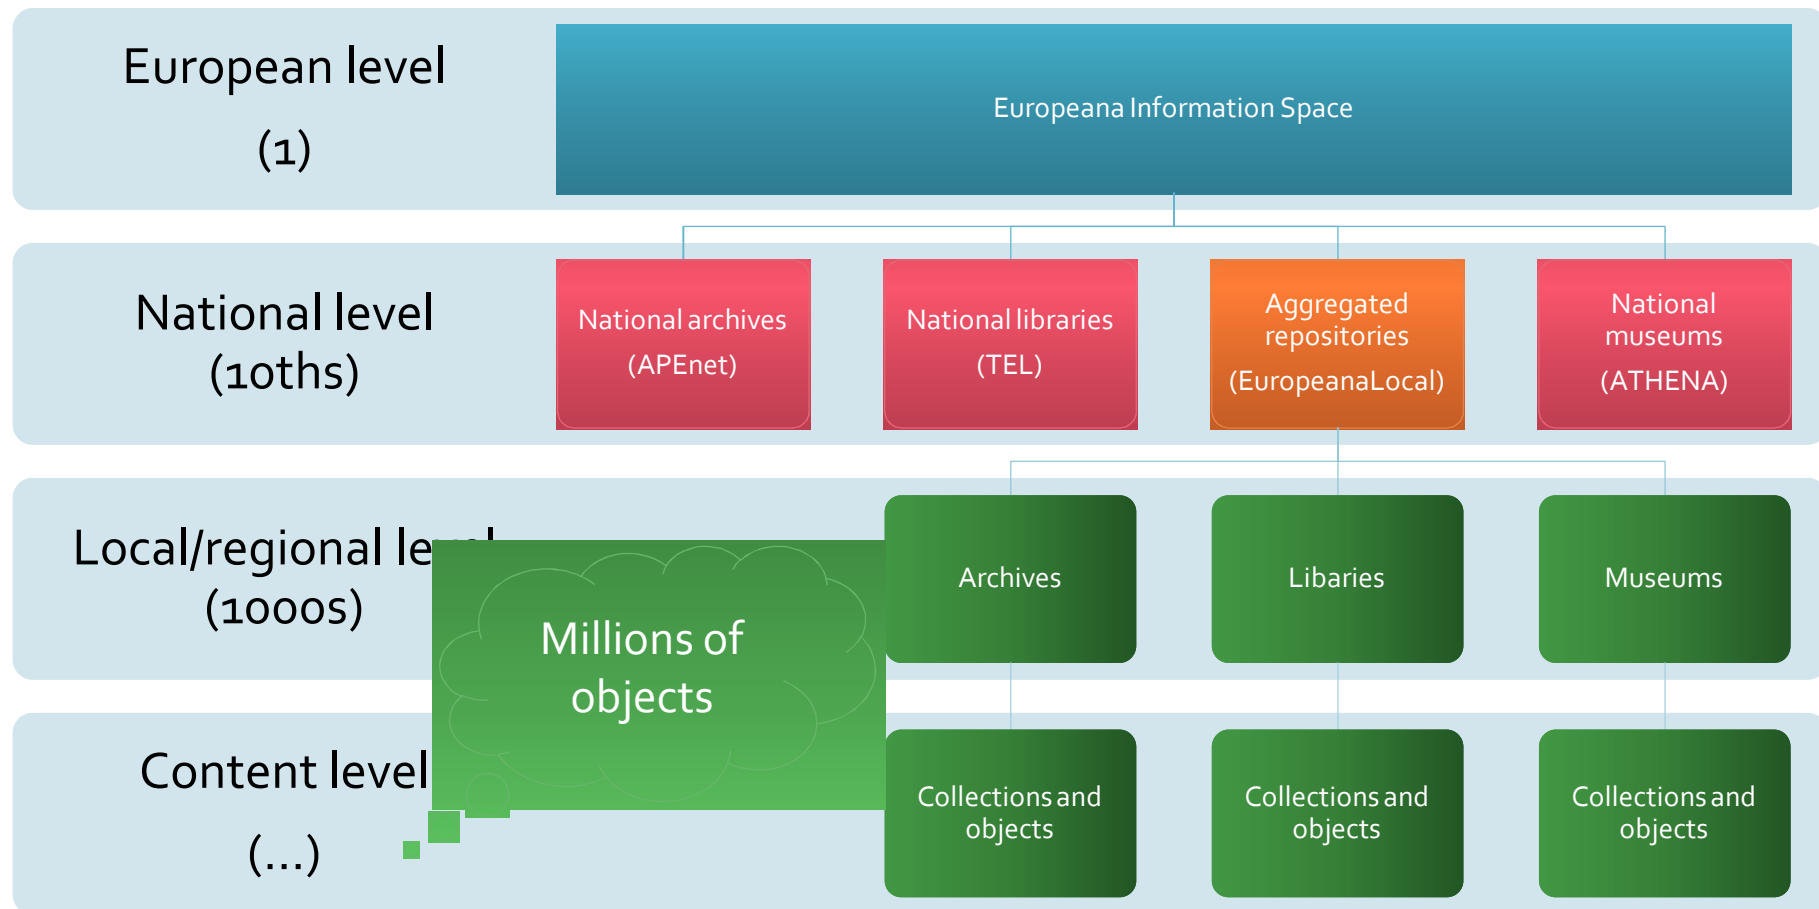 European level
(1)
Europeana Information Space
National level
(10ths)
National archives
(APEnet)
National libraries
(TEL)
Aggregated
repositories
(EuropeanaLocal)
National
museums
(ATHENA)
Local/regional level
(1000s)
Archives
Libaries
Museums
Millions of
objects
Content level
(...)
Collections and
objects
Collections and
objects
Collections and
objects